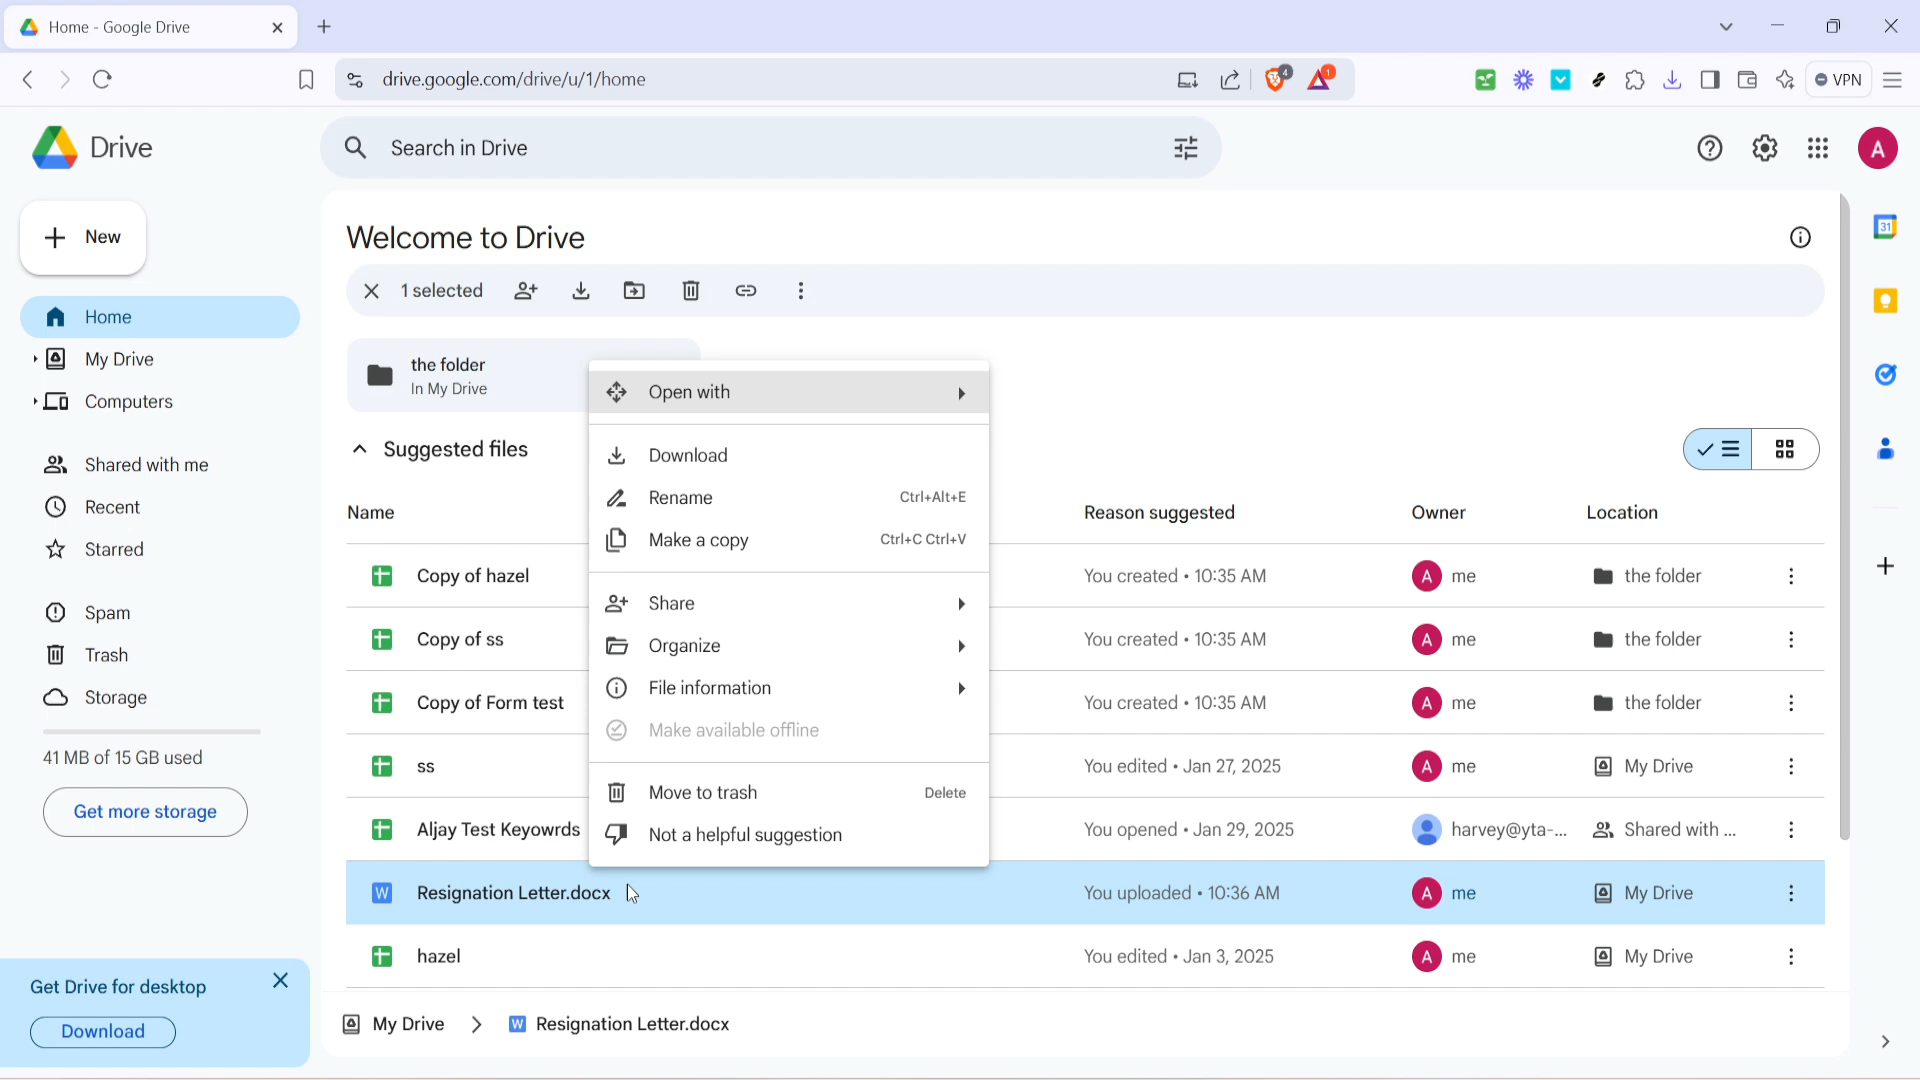 Home - Google Drive
drive.google.com/drive/u/1/home
4
1
VPN
Drive
Search in Drive
A
New
Home
My Drive
Computers
Shared with me
Recent
Starred
Spam
Trash
Storage
41 MB of 15 GB used
Get more storage
Get Drive for desktop
Download
Welcome to Drive
1 selected
the folder
In My Drive
Suggested files
Name
Reason suggested
Owner
Location
Copy of hazel
You created • 10:35 AM
A me
the folder
Copy of ss
You created • 10:35 AM
A me
the folder
Copy of Form test
You created • 10:35 AM
A me
the folder
ss
You edited • Jan 27, 2025
A me
My Drive
Aljay Test Keyowrds
You opened • Jan 29, 2025
harvey@yta-...
Shared with ...
W Resignation Letter.docx
You uploaded • 10:36 AM
A me
My Drive
hazel
You edited • Jan 3, 2025
A me
My Drive
Open with
Download
Rename Ctrl+Alt+E
Make a copy Ctrl+C Ctrl+V
Share
Organize
File information
Make available offline
Move to trash Delete
Not a helpful suggestion
My Drive
W Resignation Letter.docx
31